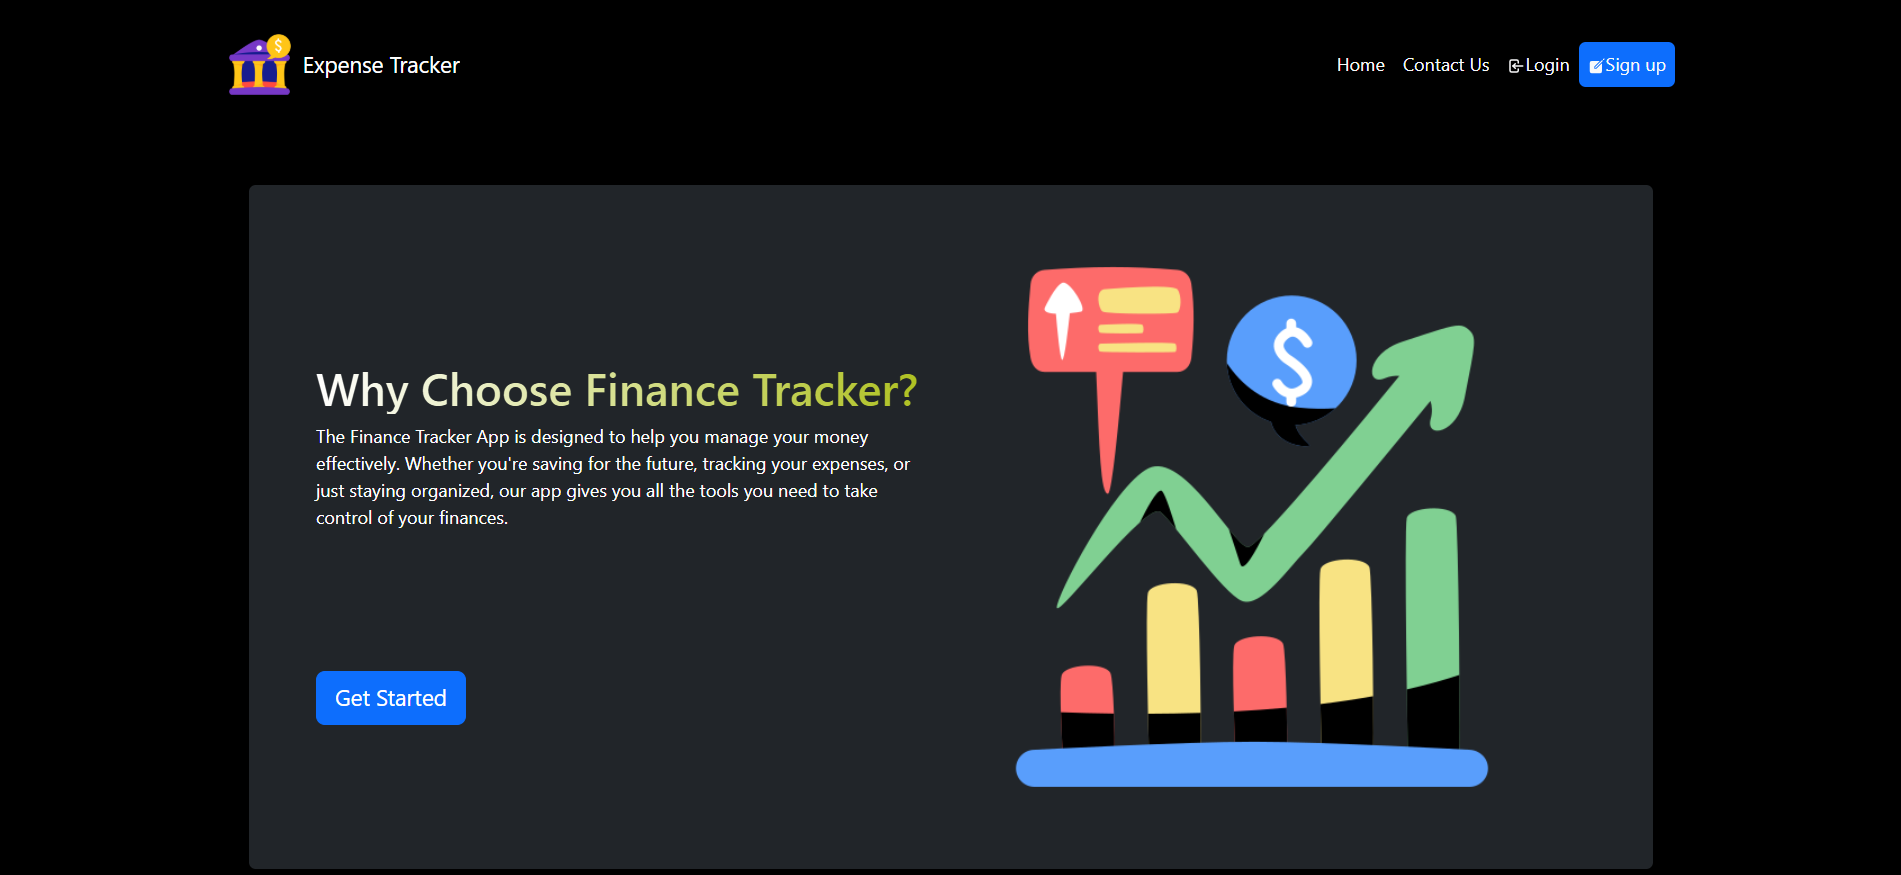 Expense Tracker
Home
Contact Us
Login
Sign up
Why Choose Finance Tracker?
The Finance Tracker App is designed to help you manage your money
effectively. Whether you're saving for the future, tracking your expenses, or
just staying organized, our app gives you all the tools you need to take
control of your finances.
Get Started
$
$